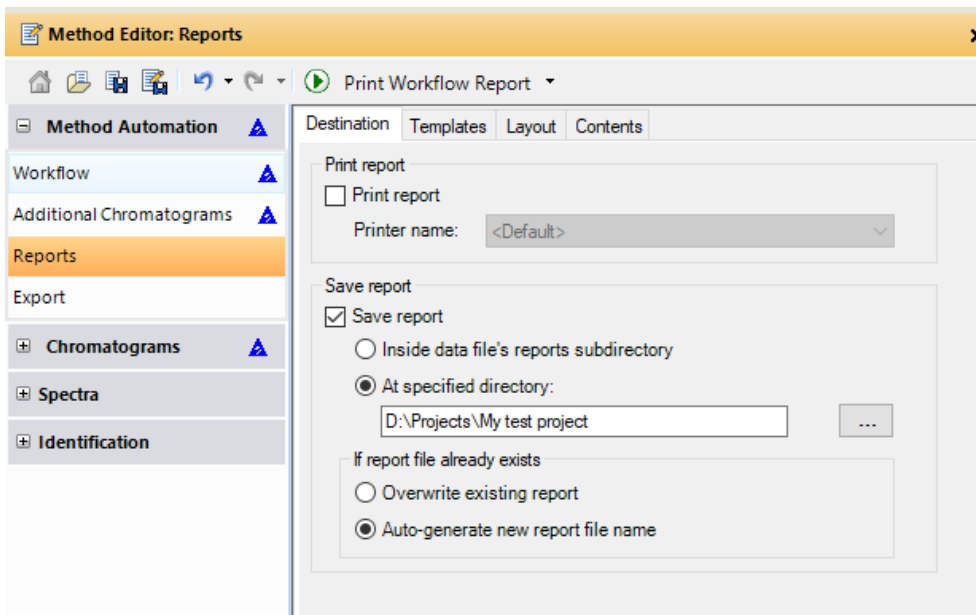 Method Editor: Reports
Print Workflow Report
Method Automation
Workflow
Additional Chromatograms
Reports
Export
Chromatograms
Spectra
Identification
Destination Templates Layout Contents
Print report
Print report
Printer name: <Default>
Save report
Save report
Inside data file's reports subdirectory
At specified directory:
D:\Projects\My test project ...
If report file already exists
Overwrite existing report
Auto-generate new report file name